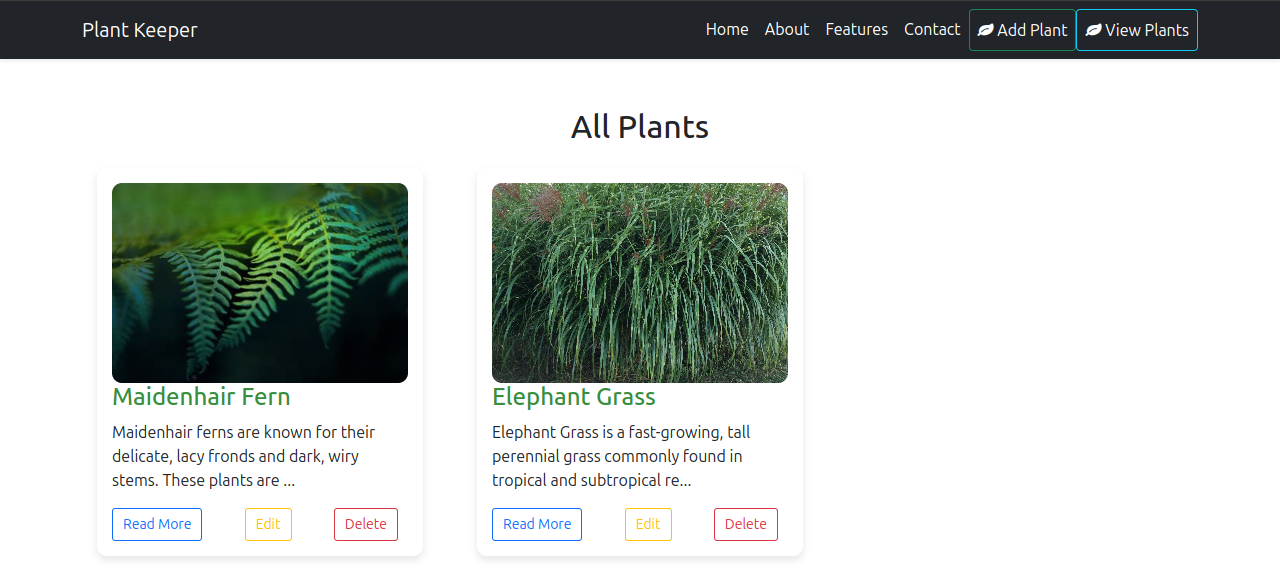 Plant Keeper
Home About Features Contact Add Plant View Plants
All Plants
Maidenhair Fern
Maidenhair ferns are known for their
delicate, lacy fronds and dark, wiry
stems. These plants are ...
Read More Edit Delete
Elephant Grass
Elephant Grass is a fast-growing, tall
perennial grass commonly found in
tropical and subtropical re...
Read More Edit Delete